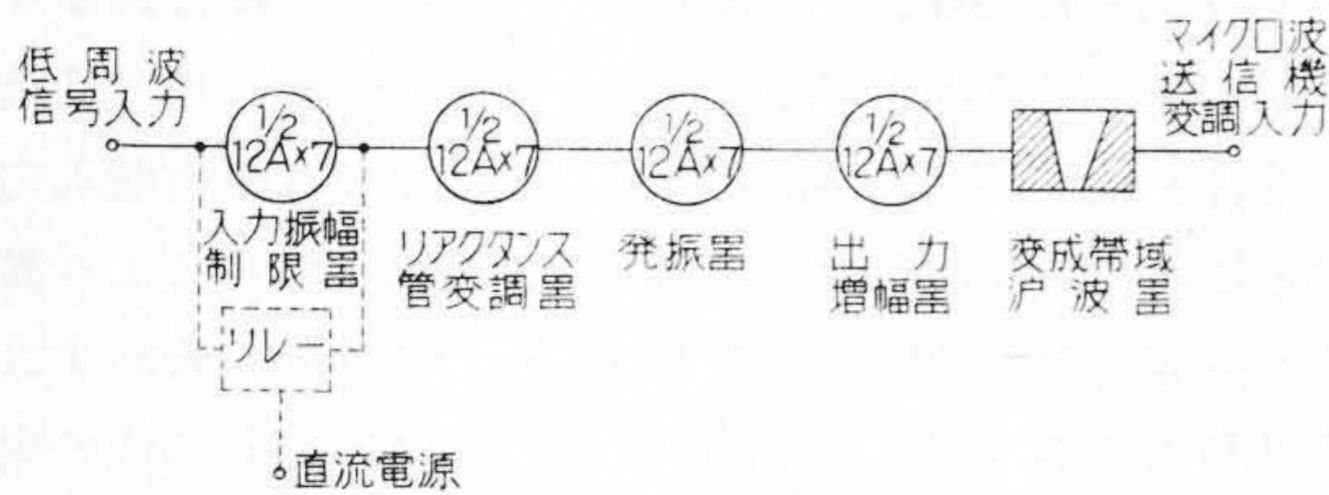 低周波
信号入力
1/2
12A×7
入力振幅
制限器
リレー
直流電源
1/2
12A×7
リアクタンス
管変調器
1/2
12A×7
発振器
1/2
12A×7
出力
増幅器
変成帯域
戸波器
マイクロ波
送信機
変調入力